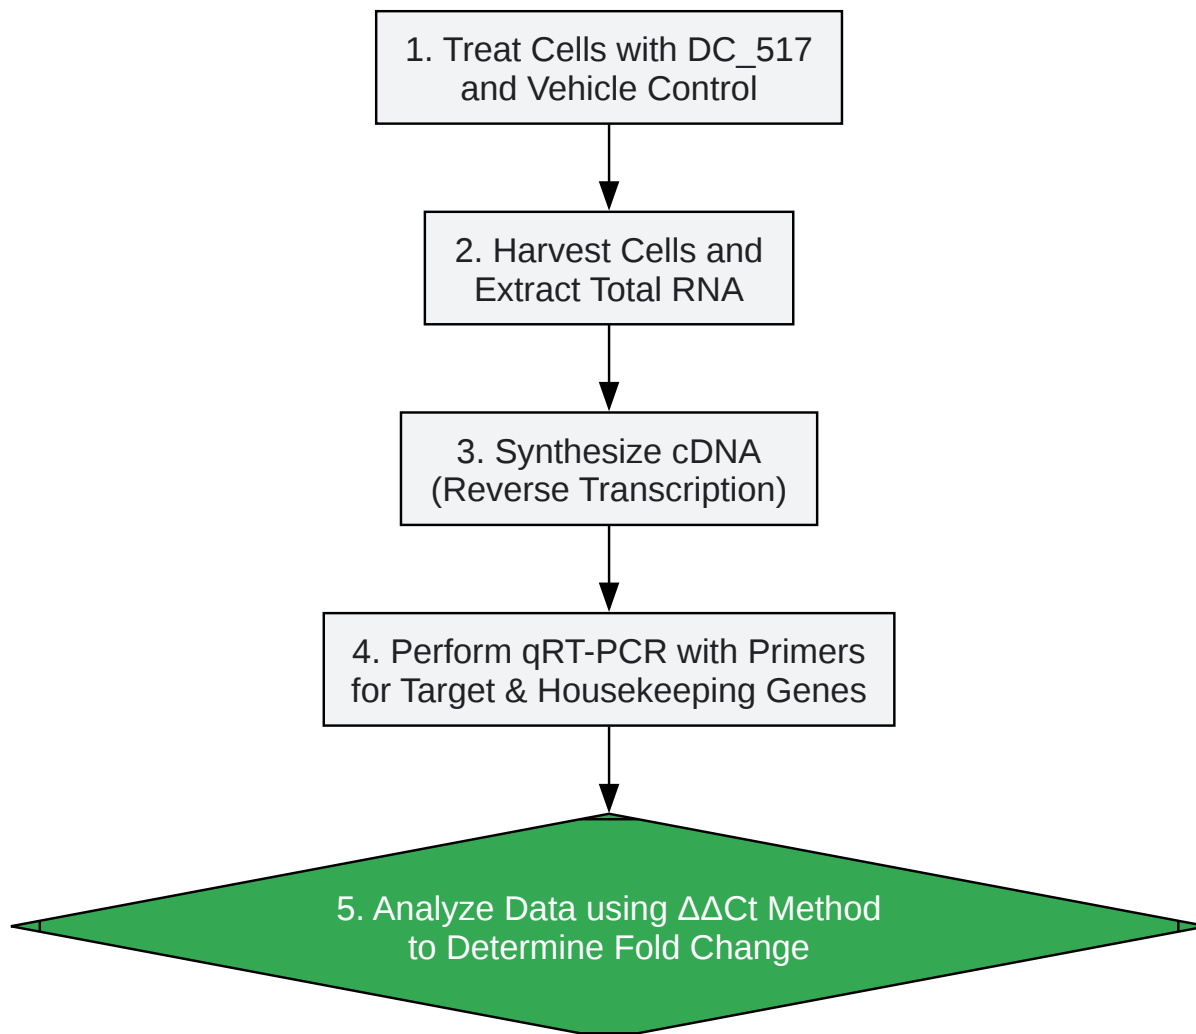 1. Treat Cells with DC_517
and Vehicle Control
2. Harvest Cells and
Extract Total RNA
3. Synthesize cDNA
(Reverse Transcription)
4. Perform qRT-PCR with Primers
for Target & Housekeeping Genes
5. Analyze Data using ΔΔCt Method
to Determine Fold Change